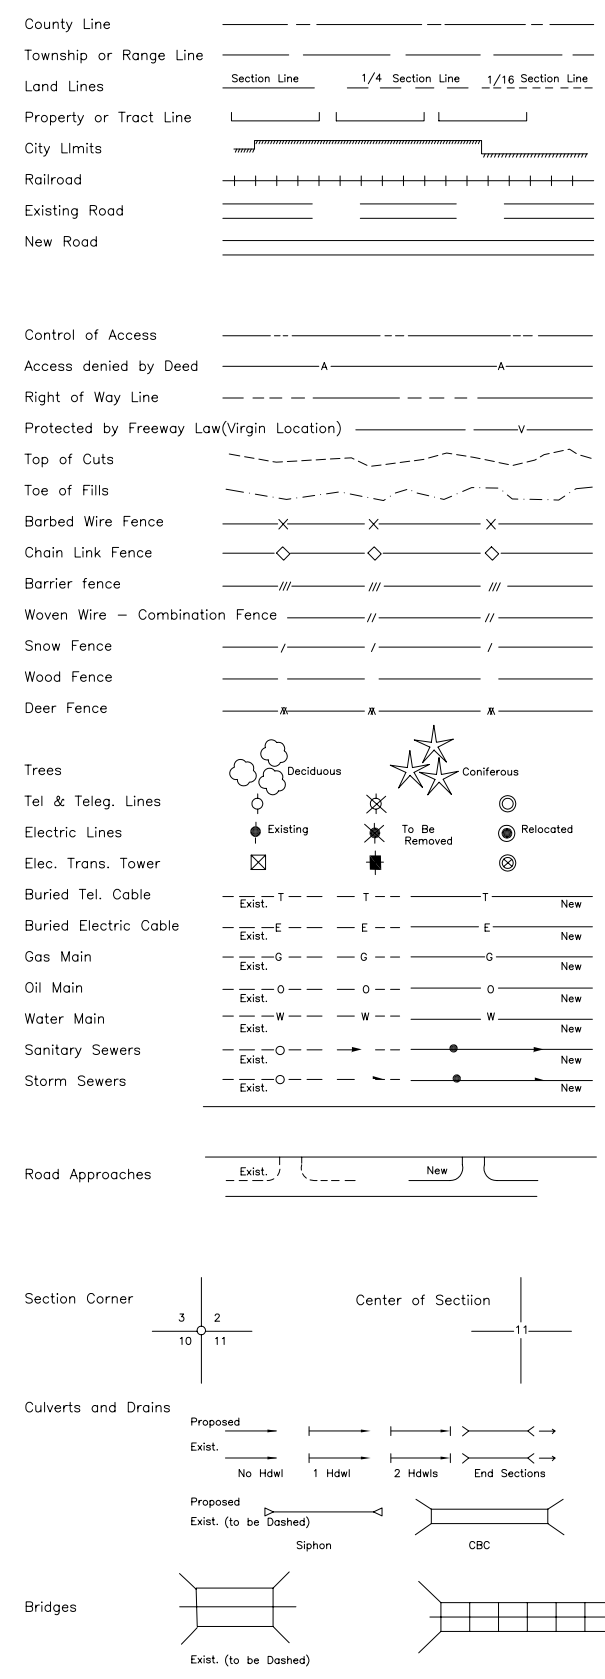 County Line
Township or Range Line
Section Line 1/4 Section Line 1/16 Section Line
Land Lines
Property or Tract Line
City LImits
Railroad
Existing Road
New Road
Control of Access
Access denied by Deed A A
Right of Way Line
Protected by Freeway Law(Virgin Location) V
Top of Cuts
Toe of Fills
Barbed Wire Fence
Chain Link Fence
Barrier fence
Woven Wire – Combination Fence
Snow Fence
Wood Fence
Deer Fence
Trees Deciduous Coniferous
Tel & Teleg. Lines
Electric Lines Existing To Be Removed Relocated
Elec. Trans. Tower
Buried Tel. Cable T T T
Exist. New
Buried Electric Cable E E E
Exist. New
Gas Main G G G
Exist. New
Oil Main O O O
Exist. New
Water Main W W W
Exist. New
Sanitary Sewers
Exist. New
Storm Sewers
Exist. New
Road Approaches Exist. New
Section Corner Center of Sectiion
3 2
10 11 11
Culverts and Drains
Proposed
Exist.
No Hdwl 1 Hdwl 2 Hdwls End Sections
Proposed
Exist. (to be Dashed)
Siphon CBC
Bridges
Exist. (to be Dashed)